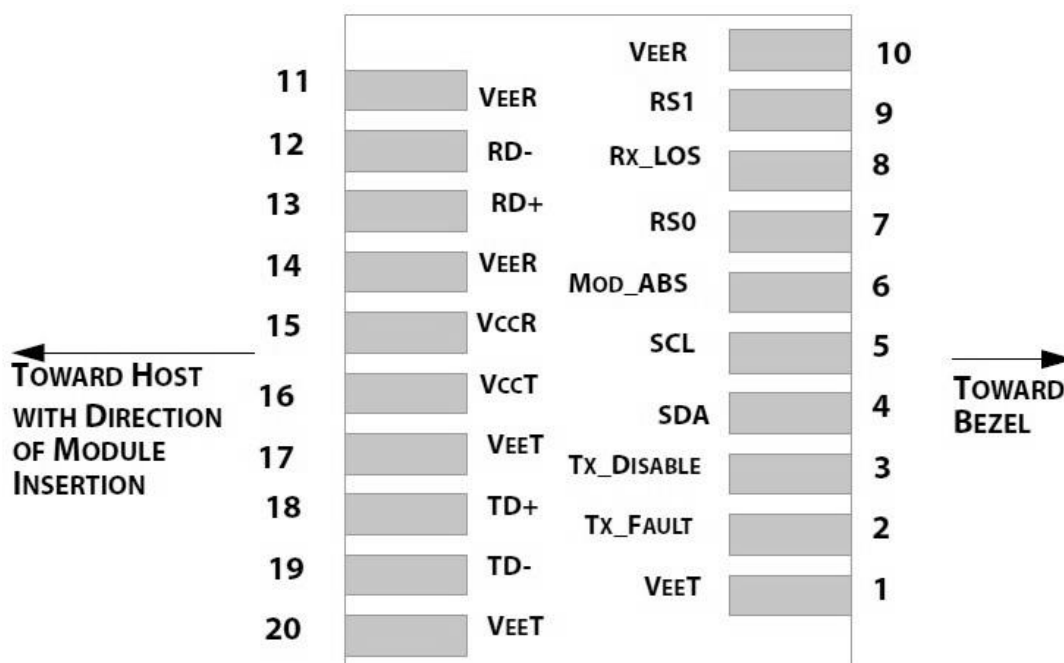 VEER 10
11 VEER
RS1 9
12 RD-
RX_LOS 8
13 RD+
RS0 7
14 VEER
MOD_ABS 6
15 VCCR
SCL 5
TOWARD HOST
WITH DIRECTION
OF MODULE
INSERTION
TOWARD
BEZEL
16 VCCT
SDA 4
17 VEET
TX_DISABLE 3
18 TD+
TX_FAULT 2
19 TD-
VEET 1
20 VEET